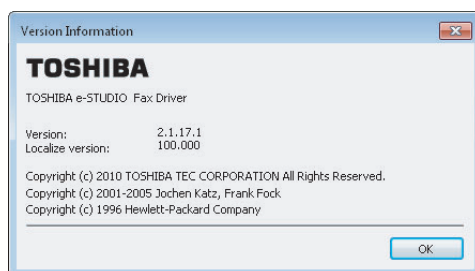 Version Information
TOSHIBA
TOSHIBA e-STUDIO Fax Driver
Version: 2.1.17.1
Localize version: 100.000
Copyright (c) 2010 TOSHIBA TEC CORPORATION All Rights Reserved.
Copyright (c) 2001-2005 Jochen Katz, Frank Fock
Copyright (c) 1996 Hewlett-Packard Company
OK